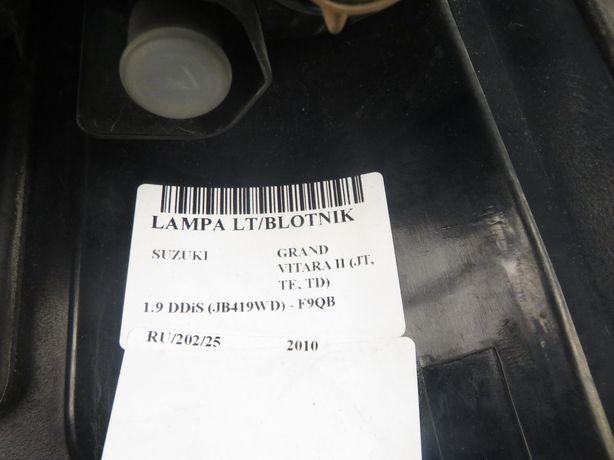 LAMPA LT/BLOTNIK
SUZUKI GRAND
VITARA II (JT,
TE, TD)
1.9 DDiS (JB419WD) - F9QB
RU/202/25 2010